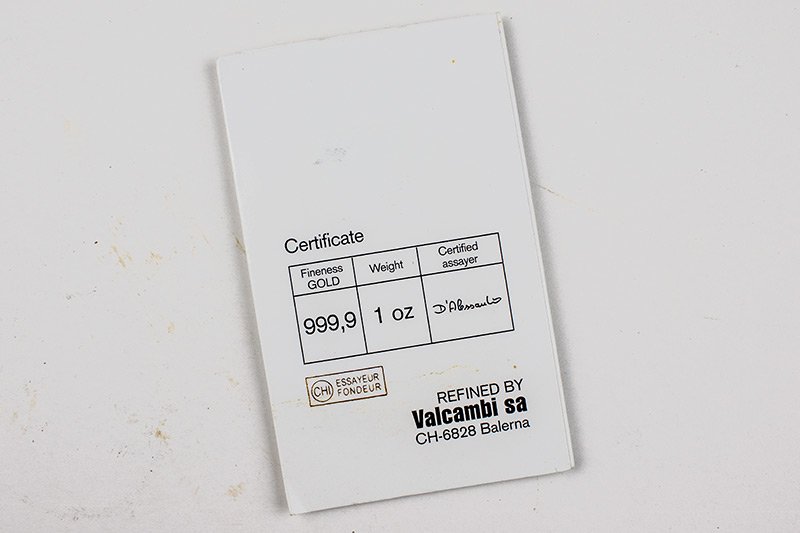 Certificate
Fineness
GOLD
Weight
Certified
assayer
999,9
1 oz
D'Alessandro
CHI
ESSAYEUR
FONDEUR
REFINED BY
Valcambi sa
CH-6828 Balerna